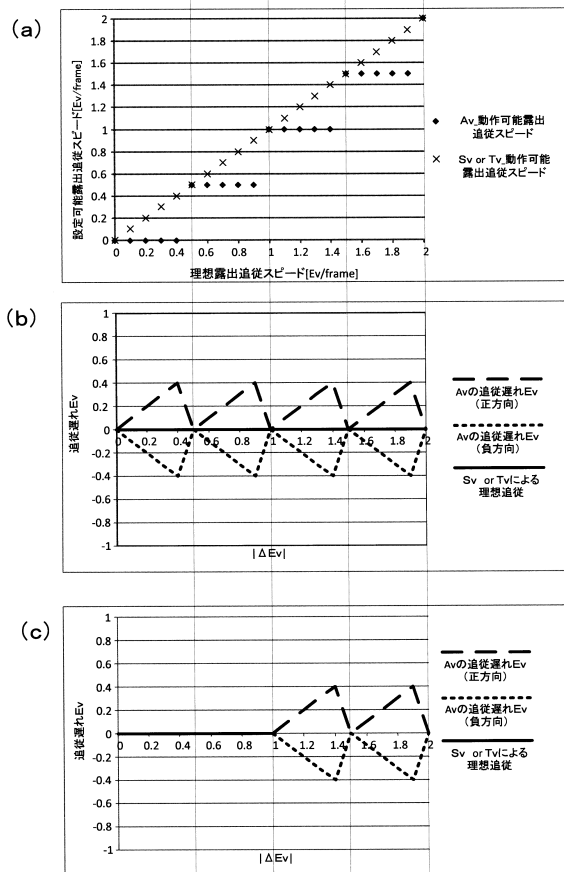 (a)
設定可能露出追従スピード[Ev/frame]
2
1.8
1.6
1.4
1.2
1
0.8
0.6
0.4
0.2
0
0 0.2 0.4 0.6 0.8 1 1.2 1.4 1.6 1.8 2
理想露出追従スピード[Ev/frame]
Av_動作可能露出
追従スピード
Sv or Tv_動作可能
露出追従スピード
(b)
追従遅れEv
1
0.8
0.6
0.4
0.2
0
-0.2
-0.4
-0.6
-0.8
-1
0 0.2 0.4 0.6 0.8 1 1.2 1.4 1.6 1.8 2
|ΔEv|
Avの追従遅れEv
(正方向)
Avの追従遅れEv
(負方向)
Sv or Tvによる
理想追従
(c)
追従遅れEv
1
0.8
0.6
0.4
0.2
0
-0.2
-0.4
-0.6
-0.8
-1
0 0.2 0.4 0.6 0.8 1 1.2 1.4 1.6 1.8 2
|ΔEv|
Avの追従遅れEv
(正方向)
Avの追従遅れEv
(負方向)
Sv or Tvによる
理想追従